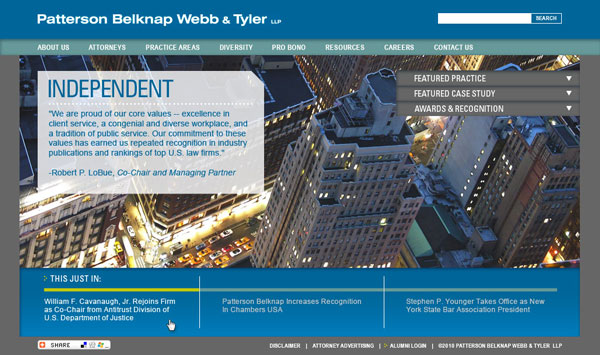 Patterson Belknap Webb & Tyler LLP
SEARCH
ABOUT US ATTORNEYS PRACTICE AREAS DIVERSITY PRO BONO RESOURCES CAREERS CONTACT US
INDEPENDENT
"We are proud of our core values -- excellence in
client service, a congenial and diverse workplace, and
a tradition of public service. Our commitment to these
values has earned us repeated recognition in industry
publications and rankings of top U.S. law firms."
-Robert P. LoBue, Co-Chair and Managing Partner
FEATURED PRACTICE
FEATURED CASE STUDY
AWARDS & RECOGNITION
THIS JUST IN:
William F. Cavanaugh, Jr. Rejoins Firm
as Co-Chair from Antitrust Division of
U.S. Department of Justice
Patterson Belknap Increases Recognition
In Chambers USA
Stephen P. Younger Takes Office as New
York State Bar Association President
SHARE
DISCLAIMER | ATTORNEY ADVERTISING | ALUMNI LOGIN | ©2010 PATTERSON BELKNAP WEBB & TYLER LLP